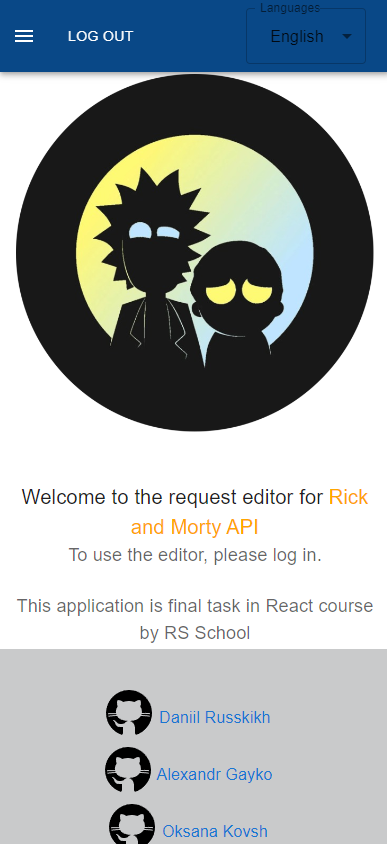 Languages
LOG OUT
English
Welcome to the request editor for Rick
and Morty API
To use the editor, please log in.
This application is final task in React course
by RS School
Daniil Russkikh
Alexandr Gayko
Oksana Kovsh